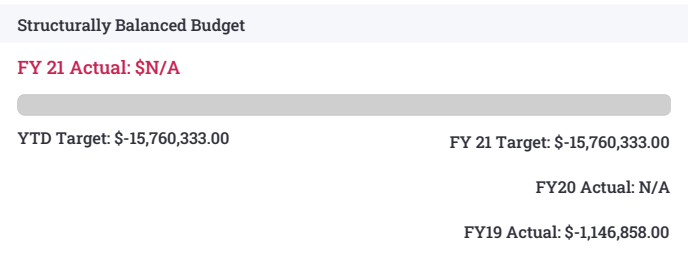 Structurally Balanced Budget
FY 21 Actual: $N/A
YTD Target: $-15,760,333.00
FY 21 Target: $-15,760,333.00
FY20 Actual: N/A
FY19 Actual: $-1,146,858.00